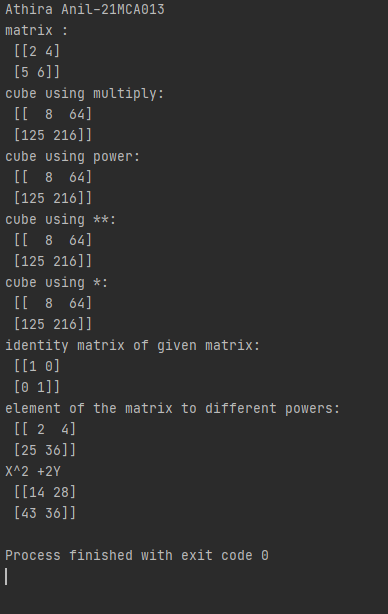 Athira Anil-21MCA013
matrix :
 [[2 4]
 [5 6]]
cube using multiply:
 [[  8  64]
 [125 216]]
cube using power:
 [[  8  64]
 [125 216]]
cube using **:
 [[  8  64]
 [125 216]]
cube using *:
 [[  8  64]
 [125 216]]
identity matrix of given matrix:
 [[1 0]
 [0 1]]
element of the matrix to different powers:
 [[ 2  4]
 [25 36]]
X^2 +2Y
 [[14 28]
 [43 36]]
Process finished with exit code 0